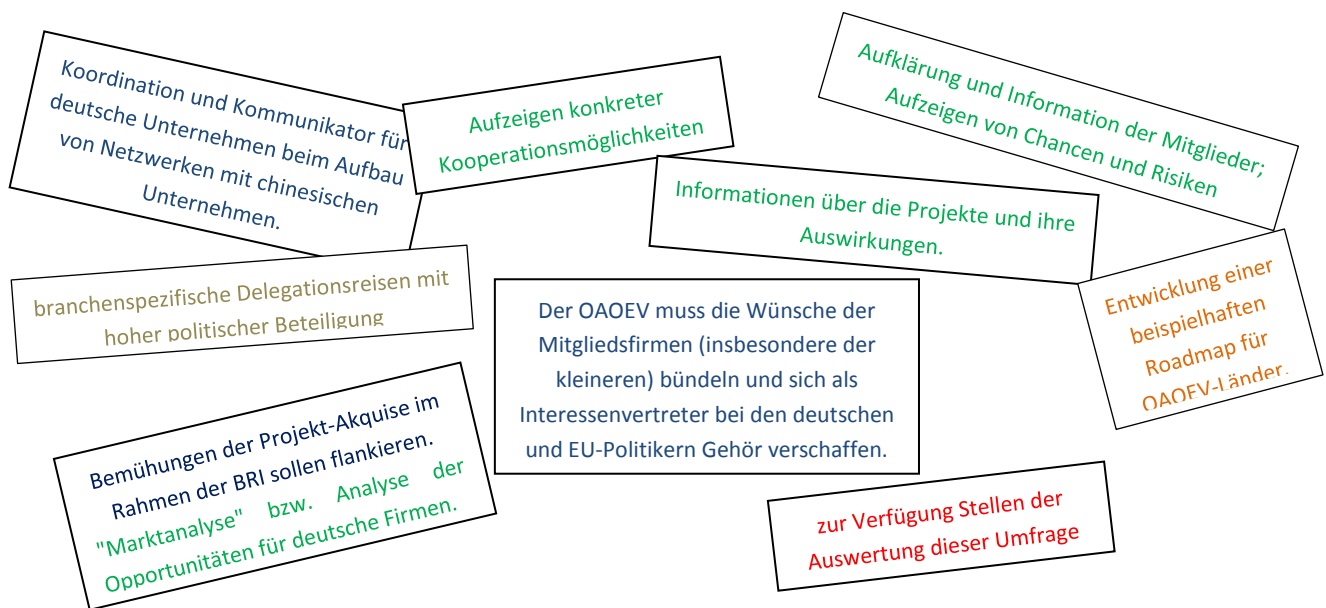 Koordination und Kommunikator für
deutsche Unternehmen beim Aufbau
von Netzwerken mit chinesischen
Unternehmen.
Aufzeigen konkreter
Kooperationsmöglichkeiten
Aufklärung und Information der Mitglieder;
Aufzeigen von Chancen und Risiken
Informationen über die Projekte und ihre
Auswirkungen.
branchenspezifische Delegationsreisen mit
hoher politischer Beteiligung
Der OAOEV muss die Wünsche der
Mitgliedsfirmen (insbesondere der
kleineren) bündeln und sich als
Interessenvertreter bei den deutschen
und EU-Politikern Gehör verschaffen.
Entwicklung einer
beispielhaften
Roadmap für
OAOEV-Länder.
Bemühungen der Projekt-Akquise im
Rahmen der BRI sollen flankieren.
"Marktanalyse" bzw. Analyse der
Opportunitäten für deutsche Firmen.
zur Verfügung Stellen der
Auswertung dieser Umfrage